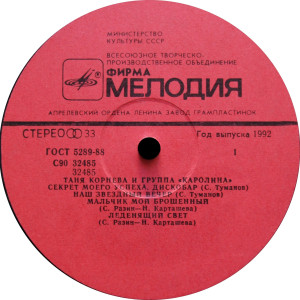 МИНИСТЕРСТВО
КУЛЬТУРЫ СССР
ВСЕСОЮЗНОЕ ТВОРЧЕСКО-
ПРОИЗВОДСТВЕННОЕ ОБЪЕДИНЕНИЕ
ФИРМА
МЕЛОДИЯ
АПРЕЛЕВСКИЙ ОРДЕНА ЛЕНИНА ЗАВОД ГРАМПЛАСТИНОК
СТЕРЕО 33
Год выпуска 1992
ГОСТ 5289-88
1
С90 32485
32485
ТАНЯ КОРНЕВА И ГРУППА «КАРОЛИНА»
СЕКРЕТ МОЕГО УСПЕХА, ДИСКОБАР (С. Туманов)
НАШ ЗВЕЗДНЫЙ ВЕЧЕР (С. Туманов)
МАЛЬЧИК МОЙ БРОШЕННЫЙ
(С. Разин—Н. Карташева)
ЛЕДЕНЯЩИЙ СВЕТ
(С. Разин—Н. Карташева)